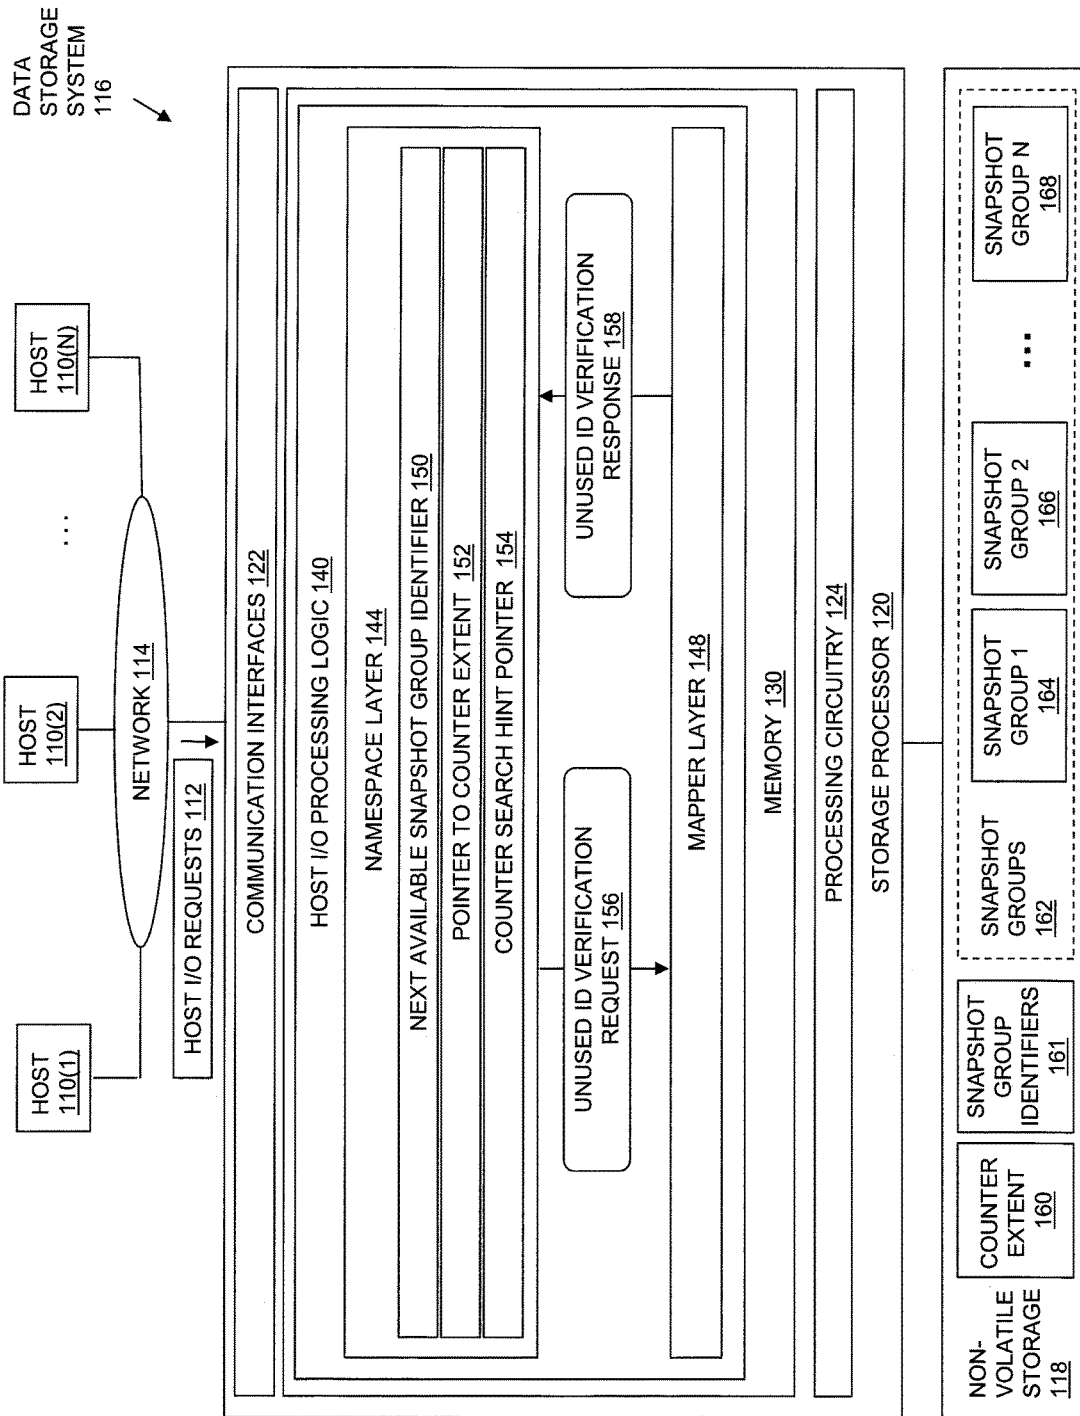 DATA
STORAGE
SYSTEM
116
HOST
110(1)
HOST
110(2)
...
HOST
110(N)
NETWORK 114
HOST I/O REQUESTS 112
COMMUNICATION INTERFACES 122
HOST I/O PROCESSING LOGIC 140
NAMESPACE LAYER 144
NEXT AVAILABLE SNAPSHOT GROUP IDENTIFIER 150
POINTER TO COUNTER EXTENT 152
COUNTER SEARCH HINT POINTER 154
UNUSED ID VERIFICATION
REQUEST 156
UNUSED ID VERIFICATION
RESPONSE 158
MAPPER LAYER 148
MEMORY 130
PROCESSING CIRCUITRY 124
STORAGE PROCESSOR 120
NON-
VOLATILE
STORAGE
118
COUNTER
EXTENT
160
SNAPSHOT
GROUP
IDENTIFIERS
161
SNAPSHOT
GROUPS
162
SNAPSHOT
GROUP 1
164
SNAPSHOT
GROUP 2
166
...
SNAPSHOT
GROUP N
168